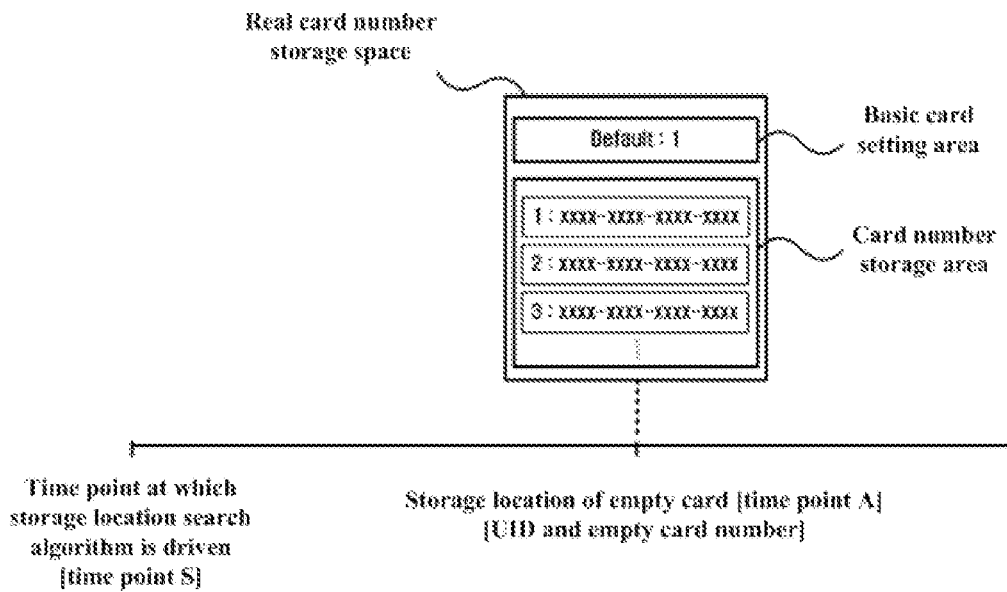 Real card number
storage space
Basic card
setting area
Default : 1
1 : xxxx-xxxx-xxxx-xxxx
2 : xxxx-xxxx-xxxx-xxxx
3 : xxxx-xxxx-xxxx-xxxx
Card number
storage area
Time point at which
storage location search
algorithm is driven
[time point S]
Storage location of empty card [time point A]
[UID and empty card number]